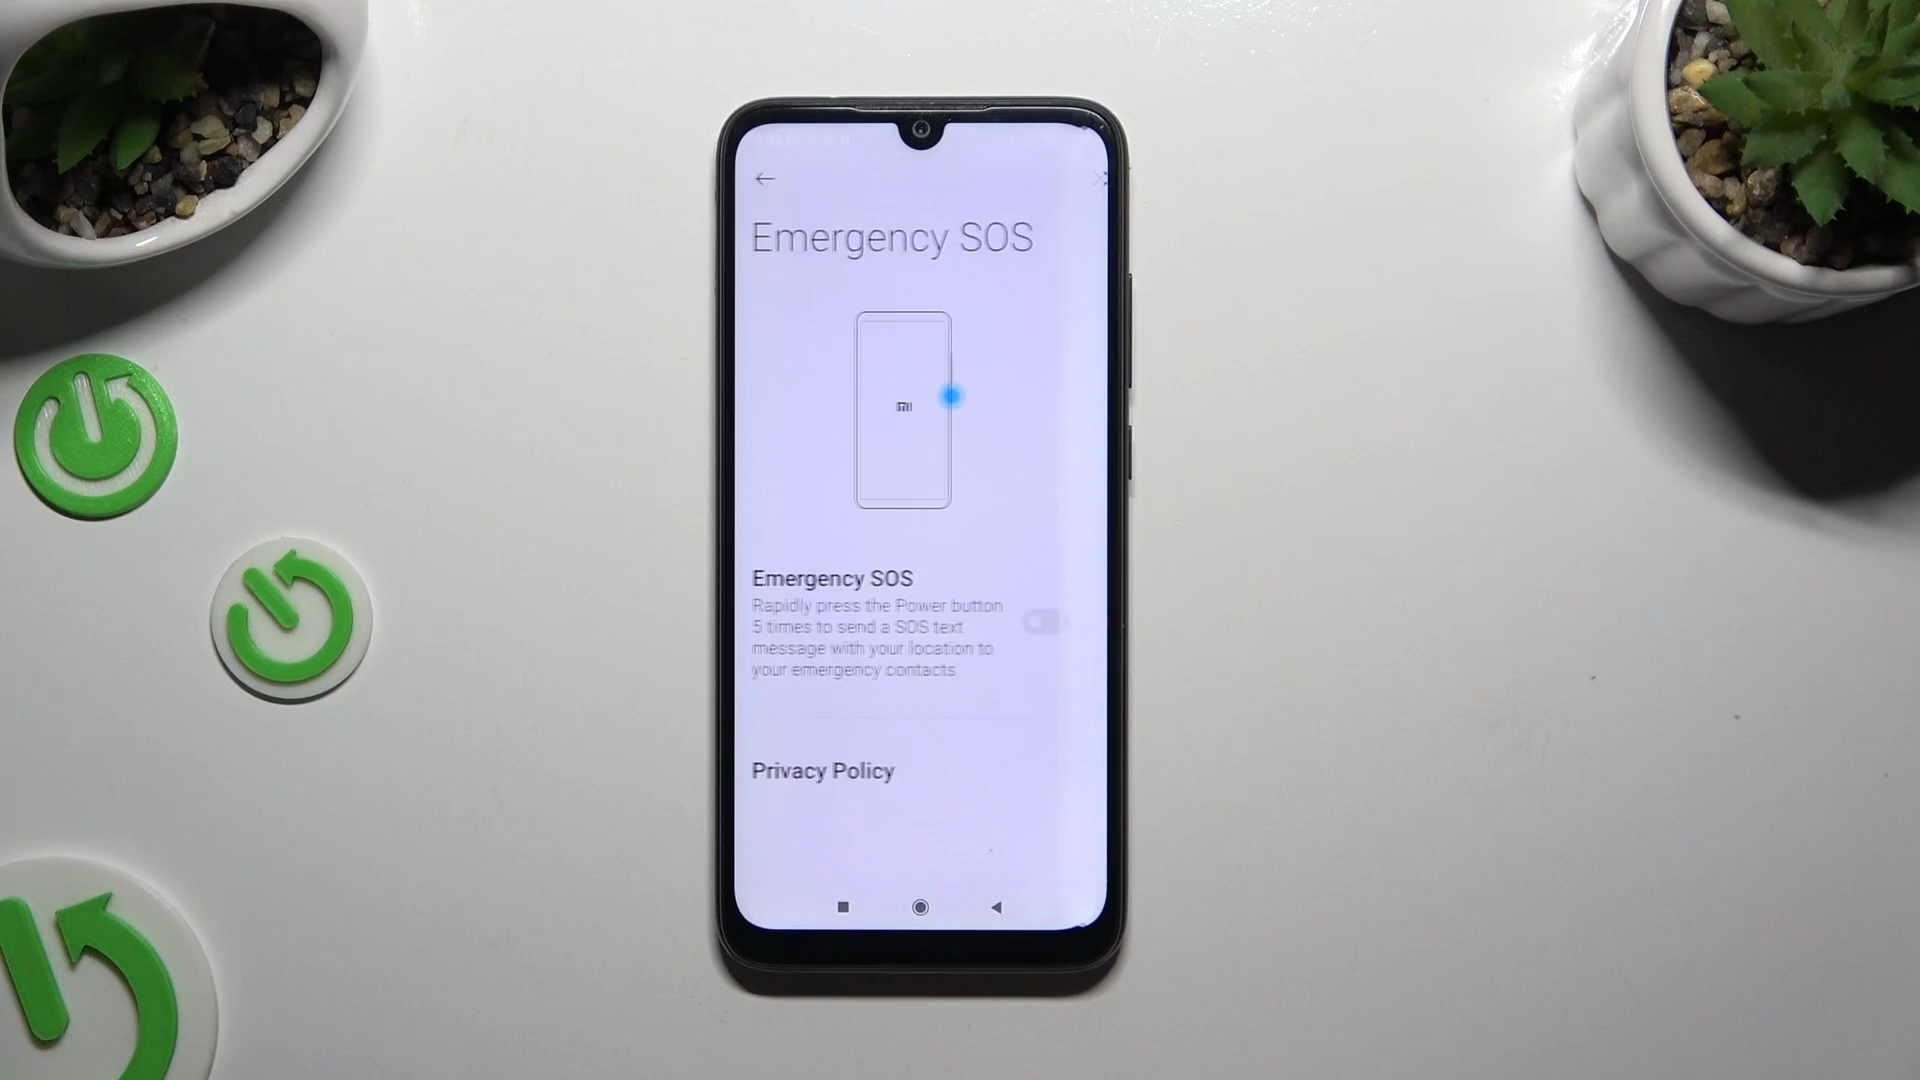 Emergency SOS
mi
Emergency SOS
Rapidly press the Power button
5 times to send a SOS text
message with your location to
your emergency contacts
Privacy Policy